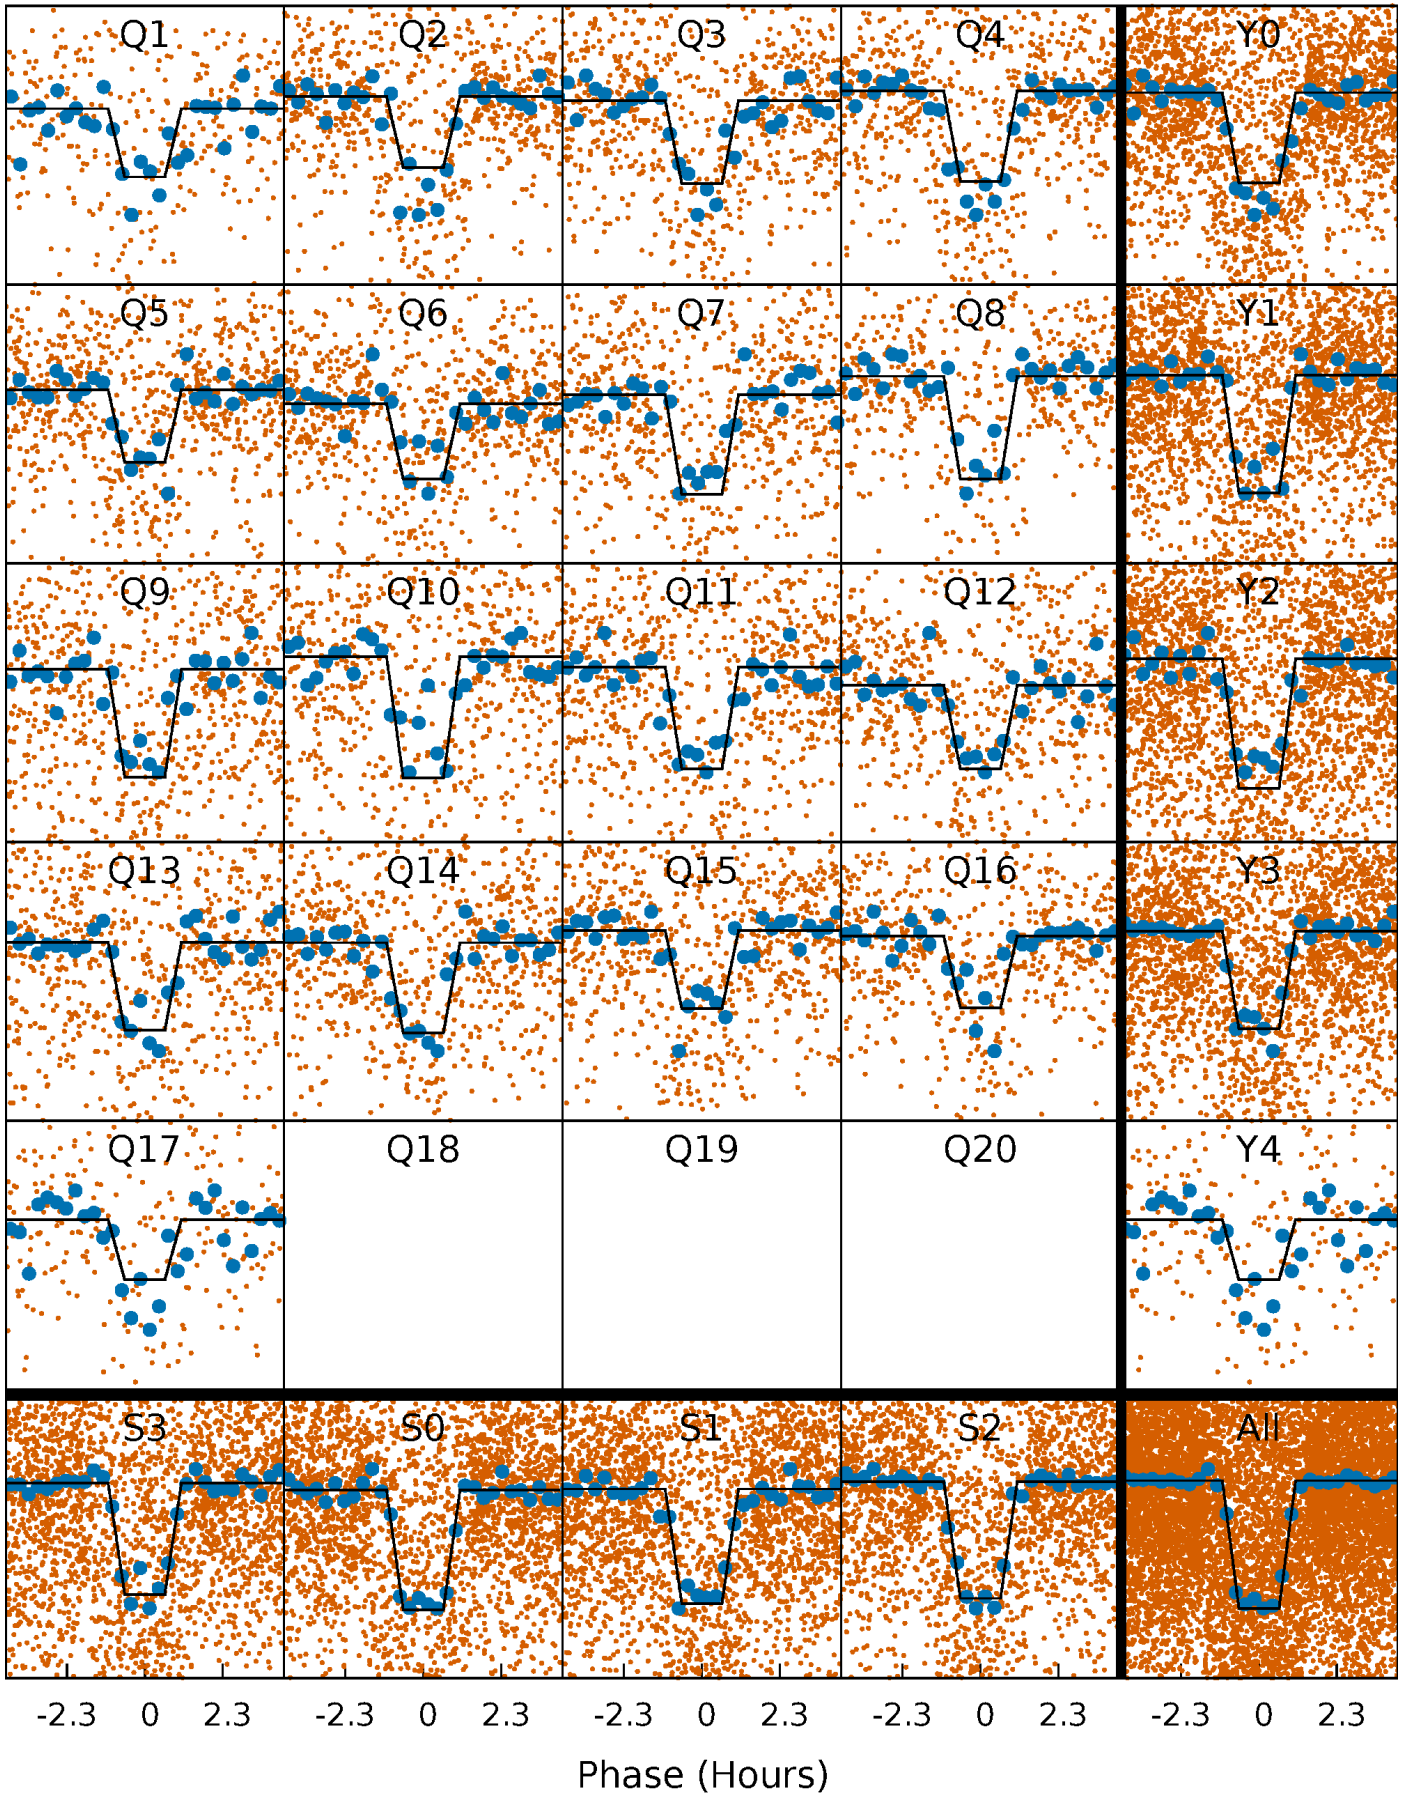 Q1 Q2 Q3 Q4 Y0
Q5 Q6 Q7 Q8 Y1
Q9 Q10 Q11 Q12 Y2
Q13 Q14 Q15 Q16 Y3
Q17 Q18 Q19 Q20 Y4
S3 S0 S1 S2 All
-2.3 0 2.3 -2.3 0 2.3 -2.3 0 2.3 -2.3 0 2.3 -2.3 0 2.3
Phase (Hours)